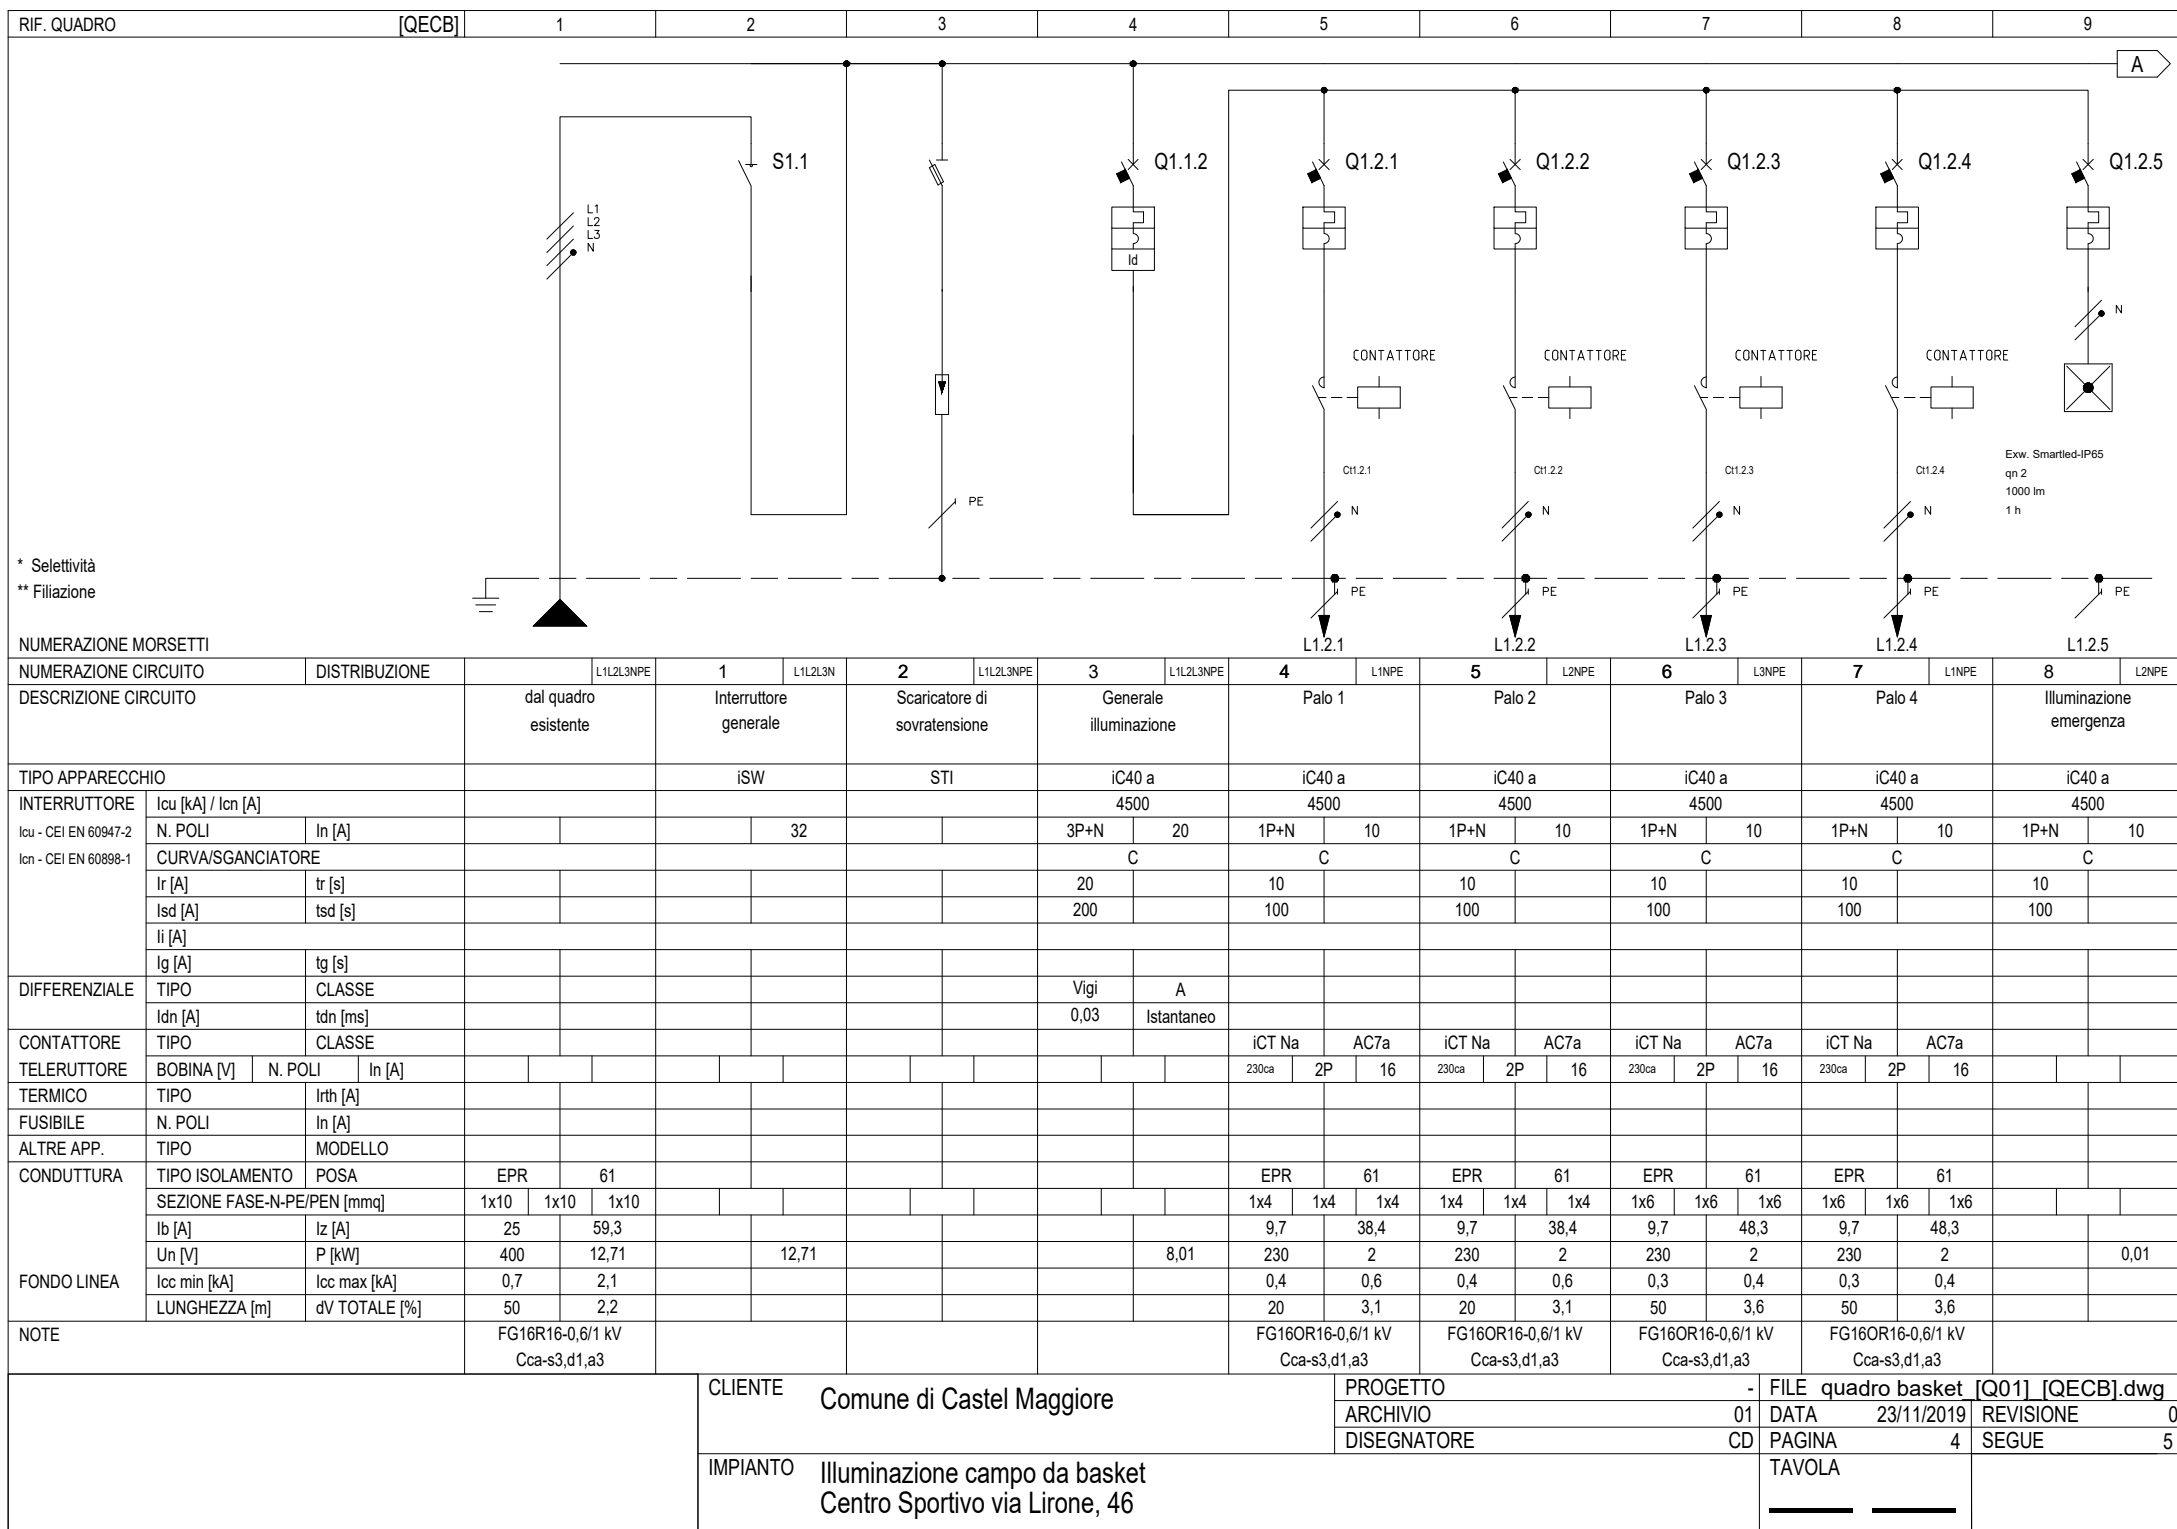 RIF. QUADRO [QECB] 1 2 3 4 5 6 7 8 9
A
S1.1 Q1.1.2 Q1.2.1 Q1.2.2 Q1.2.3 Q1.2.4 Q1.2.5
L1
L2
L3
N
Id
N
CONTATTORE CONTATTORE CONTATTORE CONTATTORE
Exw. Smartled-IP65
Ct1.2.1 Ct1.2.2 Ct1.2.3 Ct1.2.4
qn 2
1000 lm
1 h
PE N N N N
* Selettività
** Filiazione
PE PE PE PE PE
NUMERAZIONE MORSETTI L1.2.1 L1.2.2 L1.2.3 L1.2.4 L1.2.5
NUMERAZIONE CIRCUITO DISTRIBUZIONE L1L2L3NPE 1 L1L2L3N 2 L1L2L3NPE 3 L1L2L3NPE 4 L1NPE 5 L2NPE 6 L3NPE 7 L1NPE 8 L2NPE
DESCRIZIONE CIRCUITO dal quadro Interruttore Scaricatore di Generale Palo 1 Palo 2 Palo 3 Palo 4 Illuminazione
esistente generale sovratensione illuminazione emergenza
TIPO APPARECCHIO iSW STI iC40 a iC40 a iC40 a iC40 a iC40 a iC40 a
INTERRUTTORE Icu [kA] / Icn [A] 4500 4500 4500 4500 4500 4500
Icu - CEI EN 60947-2 N. POLI In [A] 32 3P+N 20 1P+N 10 1P+N 10 1P+N 10 1P+N 10 1P+N 10
Icn - CEI EN 60898-1 CURVA/SGANCIATORE C C C C C C
Ir [A] tr [s] 20 10 10 10 10 10
Isd [A] tsd [s] 200 100 100 100 100 100
Ii [A]
Ig [A] tg [s]
DIFFERENZIALE TIPO CLASSE Vigi A
Idn [A] tdn [ms] 0,03 Istantaneo
CONTATTORE TIPO CLASSE iCT Na AC7a iCT Na AC7a iCT Na AC7a iCT Na AC7a
TELERUTTORE BOBINA [V] N. POLI In [A] 230ca 2P 16 230ca 2P 16 230ca 2P 16 230ca 2P 16
TERMICO TIPO Irth [A]
FUSIBILE N. POLI In [A]
ALTRE APP. TIPO MODELLO
CONDUTTURA TIPO ISOLAMENTO POSA EPR 61 EPR 61 EPR 61 EPR 61 EPR 61
SEZIONE FASE-N-PE/PEN [mmq] 1x10 1x10 1x10 1x4 1x4 1x4 1x4 1x4 1x4 1x6 1x6 1x6 1x6 1x6 1x6
Ib [A] Iz [A] 25 59,3 9,7 38,4 9,7 38,4 9,7 48,3 9,7 48,3
Un [V] P [kW] 400 12,71 12,71 8,01 230 2 230 2 230 2 230 2 0,01
FONDO LINEA Icc min [kA] Icc max [kA] 0,7 2,1 0,4 0,6 0,4 0,6 0,3 0,4 0,3 0,4
LUNGHEZZA [m] dV TOTALE [%] 50 2,2 20 3,1 20 3,1 50 3,6 50 3,6
NOTE FG16R16-0,6/1 kV FG16OR16-0,6/1 kV FG16OR16-0,6/1 kV FG16OR16-0,6/1 kV FG16OR16-0,6/1 kV
Cca-s3,d1,a3 Cca-s3,d1,a3 Cca-s3,d1,a3 Cca-s3,d1,a3 Cca-s3,d1,a3
CLIENTE Comune di Castel Maggiore
PROGETTO - FILE quadro basket_[Q01]_[QECB].dwg
ARCHIVIO 01 DATA 23/11/2019 REVISIONE 0
DISEGNATORE CD PAGINA 4 SEGUE 5
IMPIANTO Illuminazione campo da basket
Centro Sportivo via Lirone, 46
TAVOLA